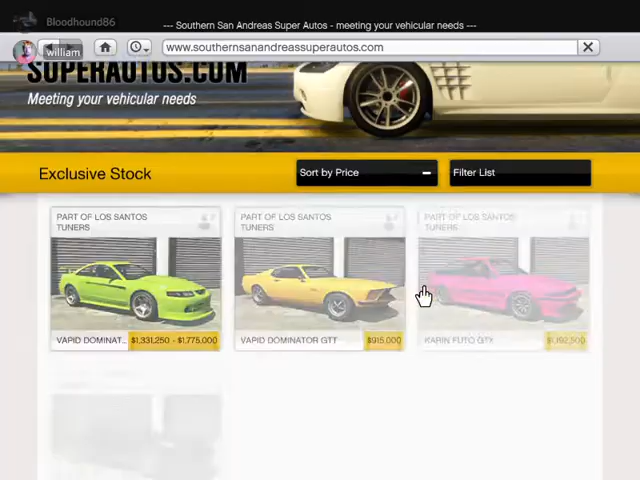 Bloodhound86
--- Southern San Andreas Super Autos - meeting your vehicular needs ---
william
www.southernsanandreassuperautos.com
SUPERAUTOS.COM
Meeting your vehicular needs
Exclusive Stock
Sort by Price
Filter List
PART OF LOS SANTOS TUNERS
VAPID DOMINAT... $1,331,250 - $1,775,000
PART OF LOS SANTOS TUNERS
VAPID DOMINATOR GTT $915,000
PART OF LOS SANTOS TUNERS
KARIN FUTO GTX $1,192,500